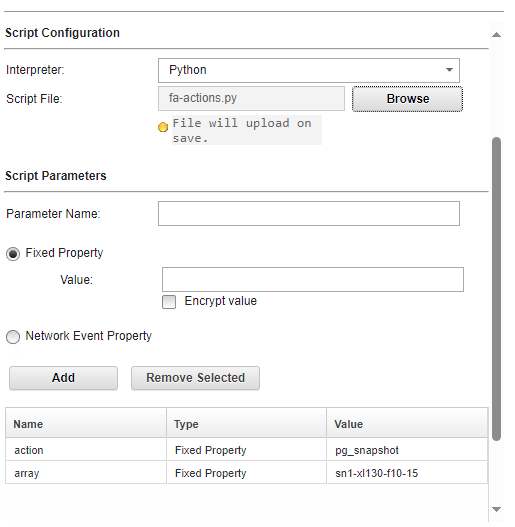 Script Configuration
Interpreter: Python
Script File: fa-actions.py Browse
File will upload on
save.
Script Parameters
Parameter Name:
Fixed Property
Value:
Encrypt value
Network Event Property
Add Remove Selected
Name Type Value
action Fixed Property pg_snapshot
array Fixed Property sn1-xl130-f10-15